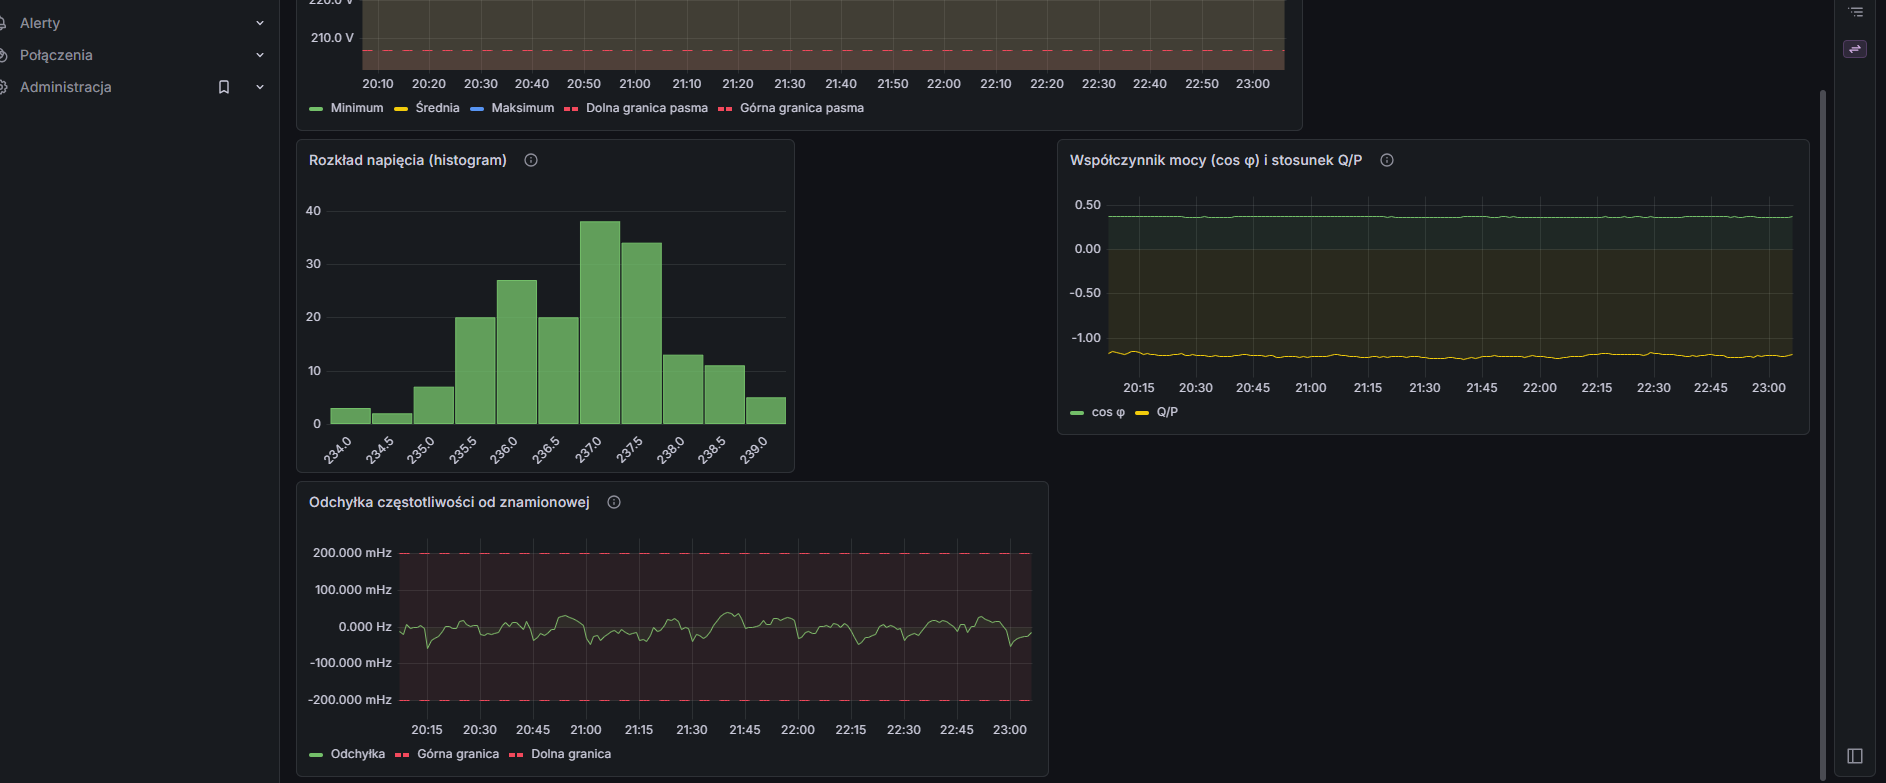 Alerty
Połączenia
Administracja
220.0 V
210.0 V
20:10 20:20 20:30 20:40 20:50 21:00 21:10 21:20 21:30 21:40 21:50 22:00 22:10 22:20 22:30 22:40 22:50 23:00
Minimum Średnia Maksimum Dolna granica pasma Górna granica pasma
Rozkład napięcia (histogram)
40
30
20
10
0
234.0 234.5 235.0 235.5 236.0 236.5 237.0 237.5 238.0 238.5 239.0
Współczynnik mocy (cos φ) i stosunek Q/P
0.50
0.00
-0.50
-1.00
20:15 20:30 20:45 21:00 21:15 21:30 21:45 22:00 22:15 22:30 22:45 23:00
cos φ Q/P
Odchyłka częstotliwości od znamionowej
200.000 mHz
100.000 mHz
0.000 Hz
-100.000 mHz
-200.000 mHz
20:15 20:30 20:45 21:00 21:15 21:30 21:45 22:00 22:15 22:30 22:45 23:00
Odchyłka Górna granica Dolna granica